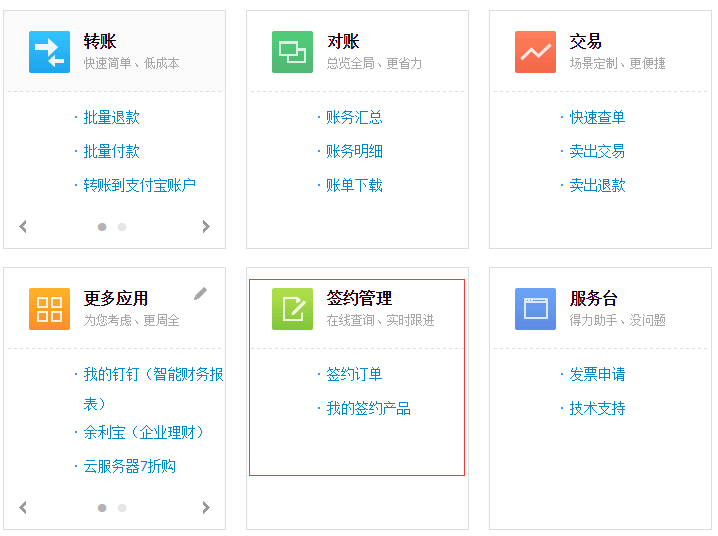 转账
快速简单、低成本
· 批量退款
· 批量付款
· 转账到支付宝账户
对账
总览全局、更省力
· 账务汇总
· 账务明细
· 账单下载
交易
场景定制、更便捷
· 快速查单
· 卖出交易
· 卖出退款
更多应用
为您考虑、更周全
· 我的钉钉（智能财务报
表）
· 余利宝（企业理财）
· 云服务器7折购
签约管理
在线查询、实时跟进
· 签约订单
· 我的签约产品
服务台
得力助手、没问题
· 发票申请
· 技术支持